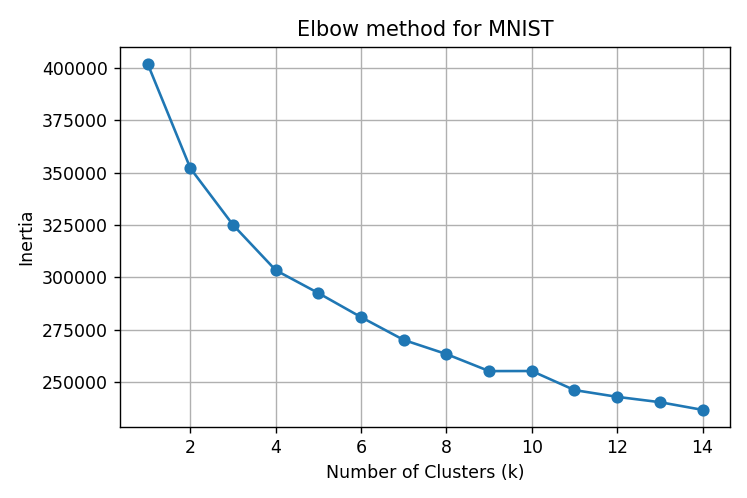 Elbow method for MNIST
400000
375000
350000
325000
300000
275000
250000
Inertia
2 4 6 8 10 12 14
Number of Clusters (k)